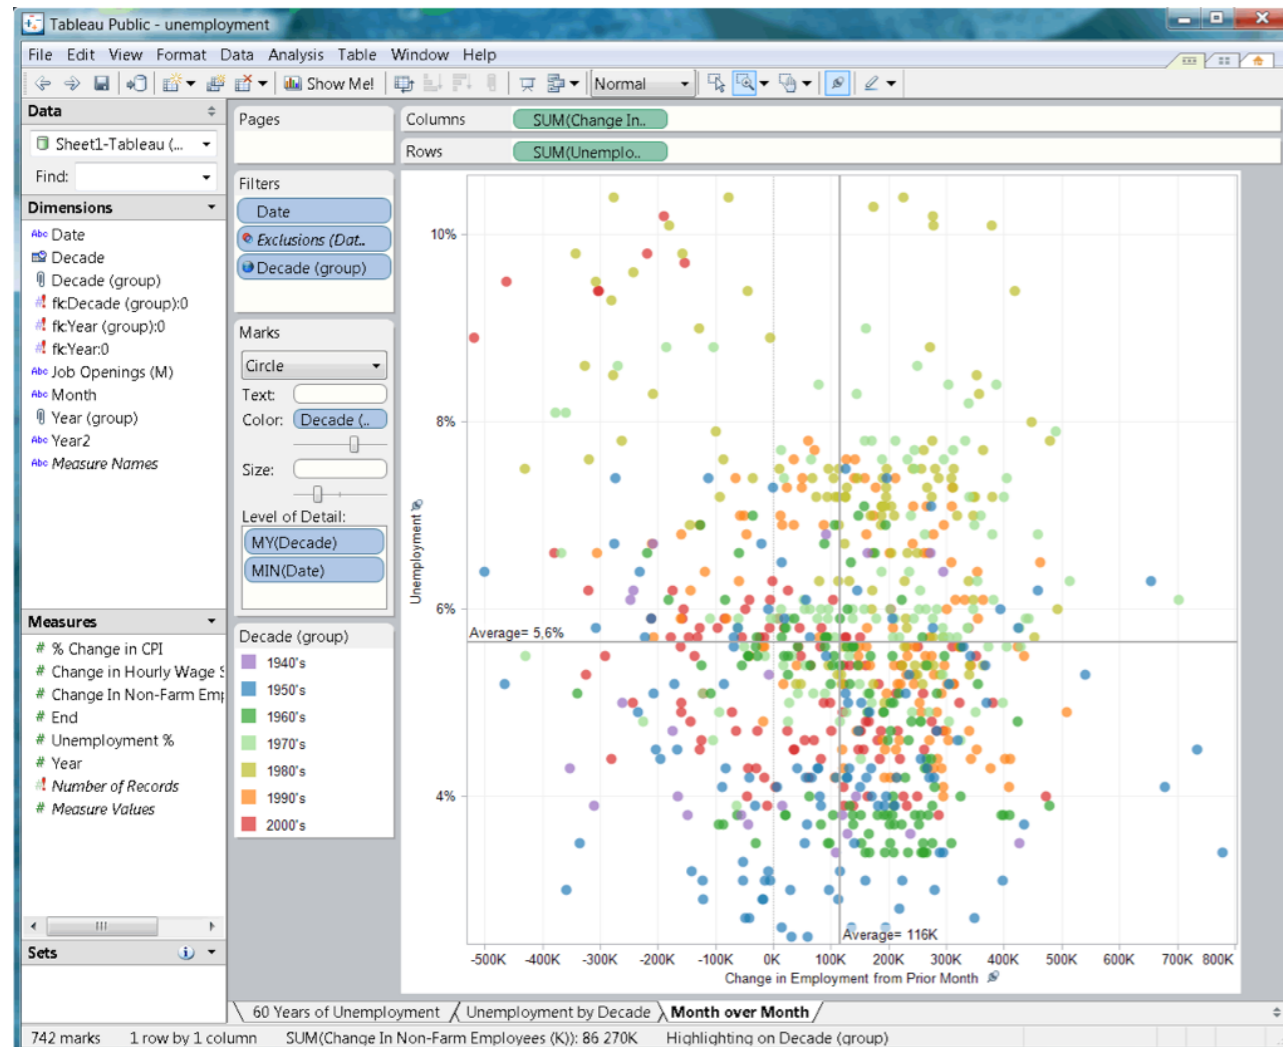 Tableau Public - unemployment
File Edit View Format Data Analysis Table Window Help
Show Me!
Normal
Data
Sheet1-Tableau (...
Find:
Dimensions
Abc Date
Decade
Decade (group)
fk:Decade (group):0
fk:Year (group):0
fk:Year:0
Abc Job Openings (M)
Abc Month
Year (group)
Abc Year2
Abc Measure Names
Measures
# % Change in CPI
# Change in Hourly Wage S
# Change In Non-Farm Emp
# End
# Unemployment %
# Year
Number of Records
# Measure Values
Sets
Pages
Filters
Date
Exclusions (Dat..
Decade (group)
Marks
Circle
Text:
Color: Decade (..
Size:
Level of Detail:
MY(Decade)
MIN(Date)
Decade (group)
1940's
1950's
1960's
1970's
1980's
1990's
2000's
Columns SUM(Change In..
Rows SUM(Unemplo..
10%
8%
6%
4%
Unemployment
Average= 5,6%
Average= 116K
-500K -400K -300K -200K -100K 0K 100K 200K 300K 400K 500K 600K 700K 800K
Change in Employment from Prior Month
60 Years of Unemployment Unemployment by Decade Month over Month
742 marks 1 row by 1 column SUM(Change In Non-Farm Employees (K)): 86 270K Highlighting on Decade (group)